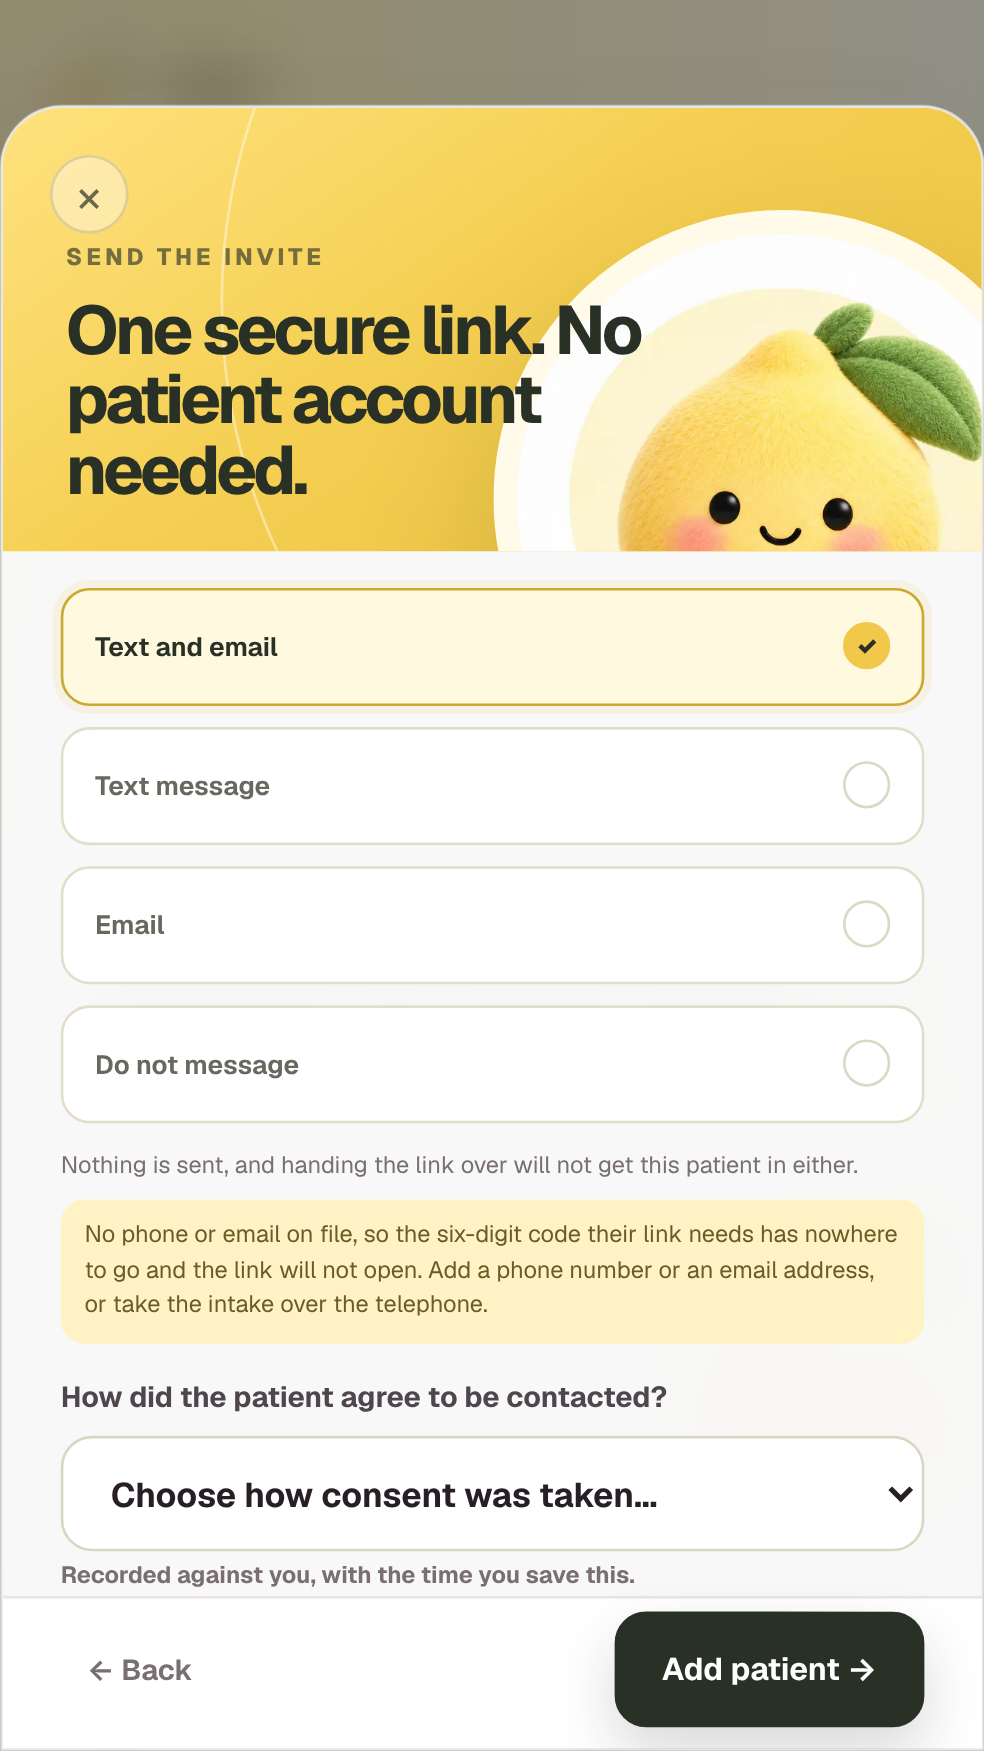 SEND THE INVITE
One secure link. No
patient account
needed.
Text and email
Text message
Email
Do not message
Nothing is sent, and handing the link over will not get this patient in either.
No phone or email on file, so the six-digit code their link needs has nowhere
to go and the link will not open. Add a phone number or an email address,
or take the intake over the telephone.
How did the patient agree to be contacted?
Choose how consent was taken...
Recorded against you, with the time you save this.
← Back
Add patient →